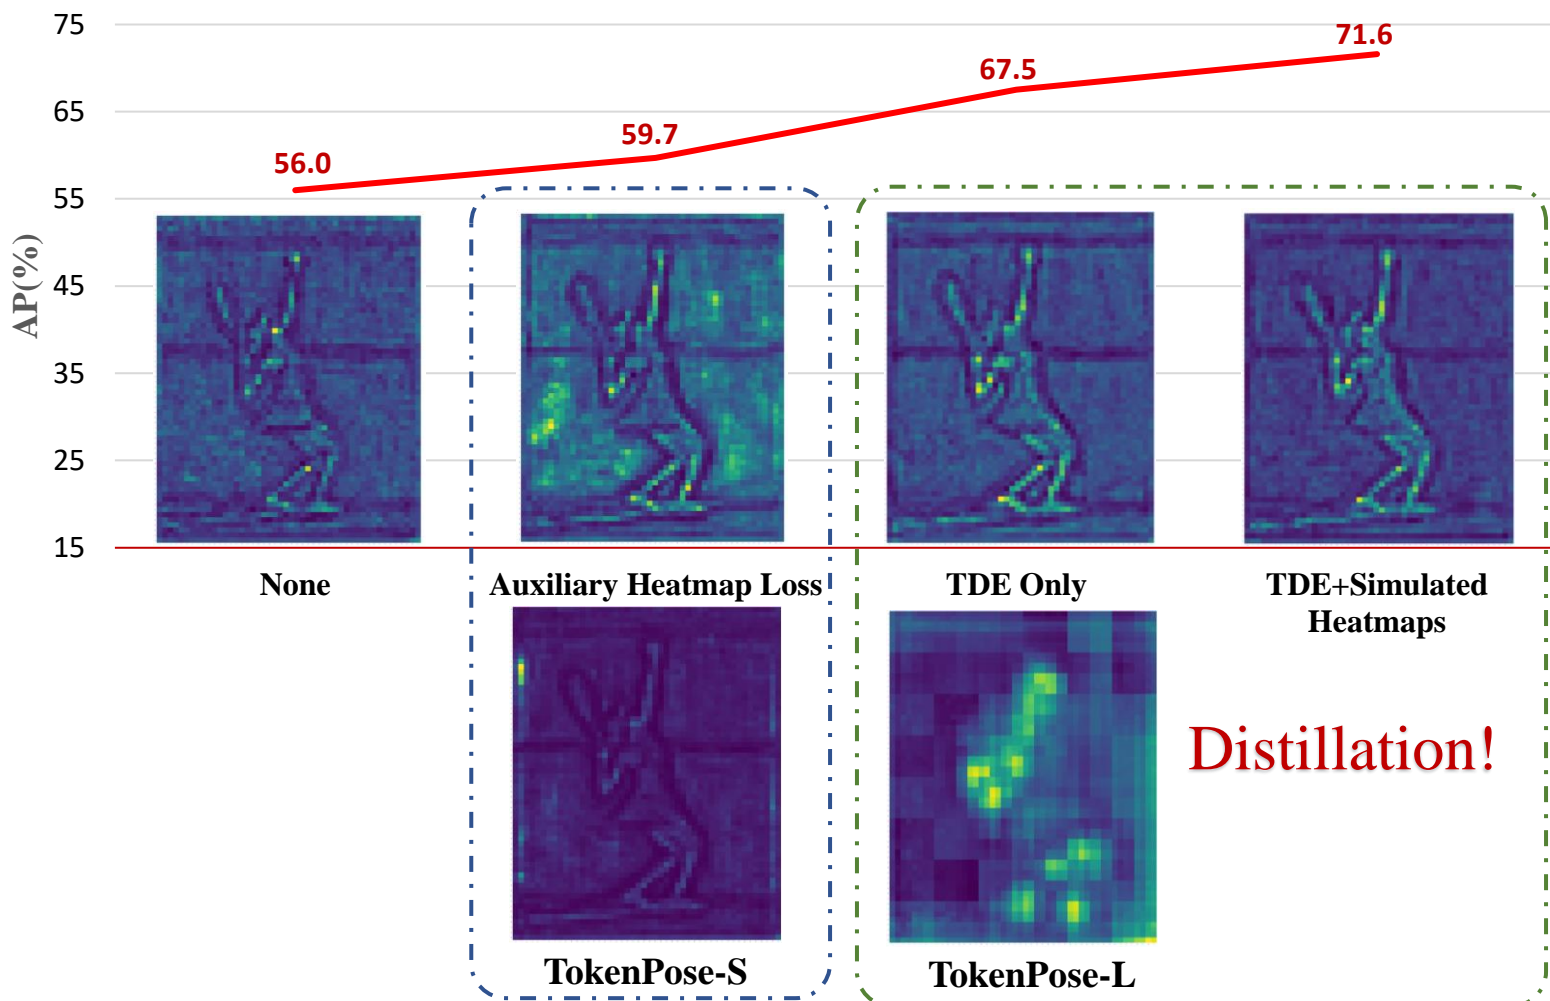 75
71.6
67.5
65
59.7
56.0
55
45
AP(%)
35
25
15
None
Auxiliary Heatmap Loss
TDE Only
TDE+Simulated
Heatmaps
Distillation!
TokenPose-S
TokenPose-L